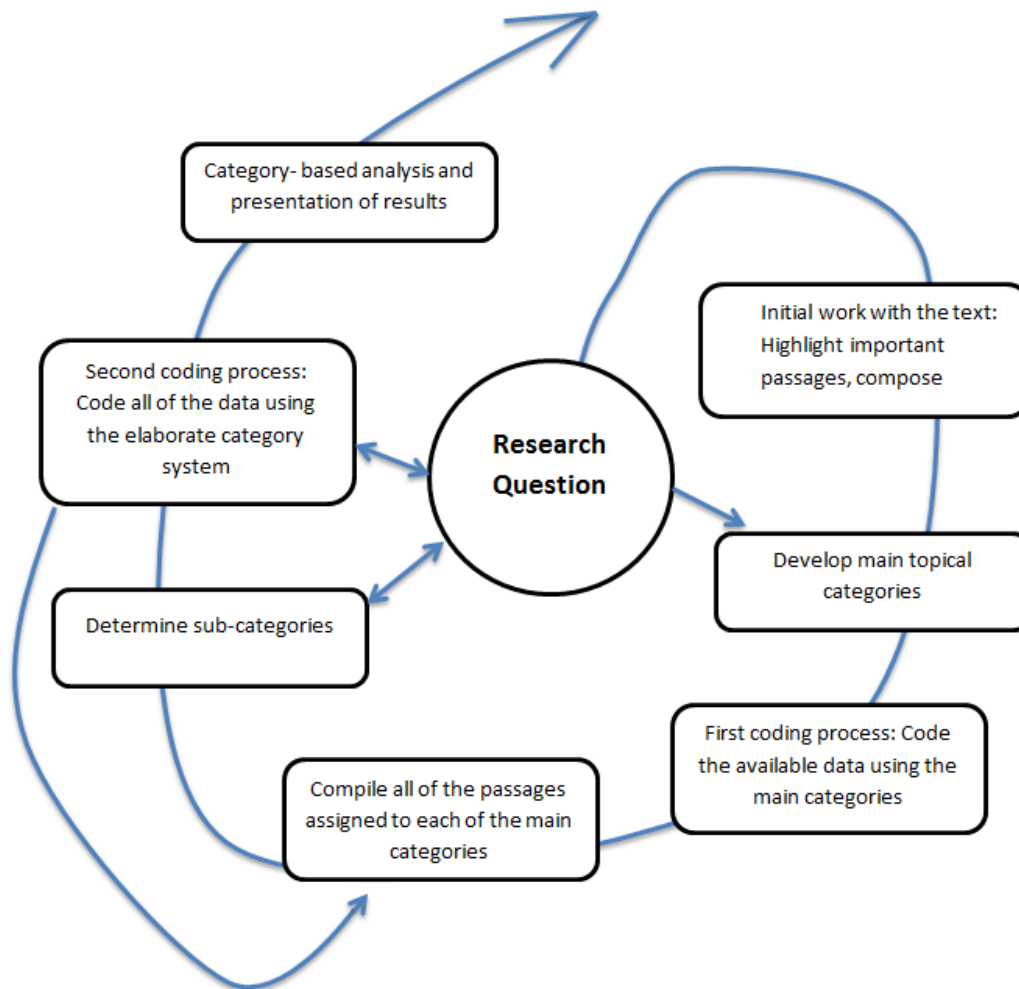 Category- based analysis and
presentation of results
Initial work with the text:
Highlight important
passages, compose
Second coding process:
Code all of the data using
the elaborate category
system
Research
Question
Develop main topical
categories
Determine sub-categories
First coding process: Code
the available data using the
main categories
Compile all of the passages
assigned to each of the main
categories